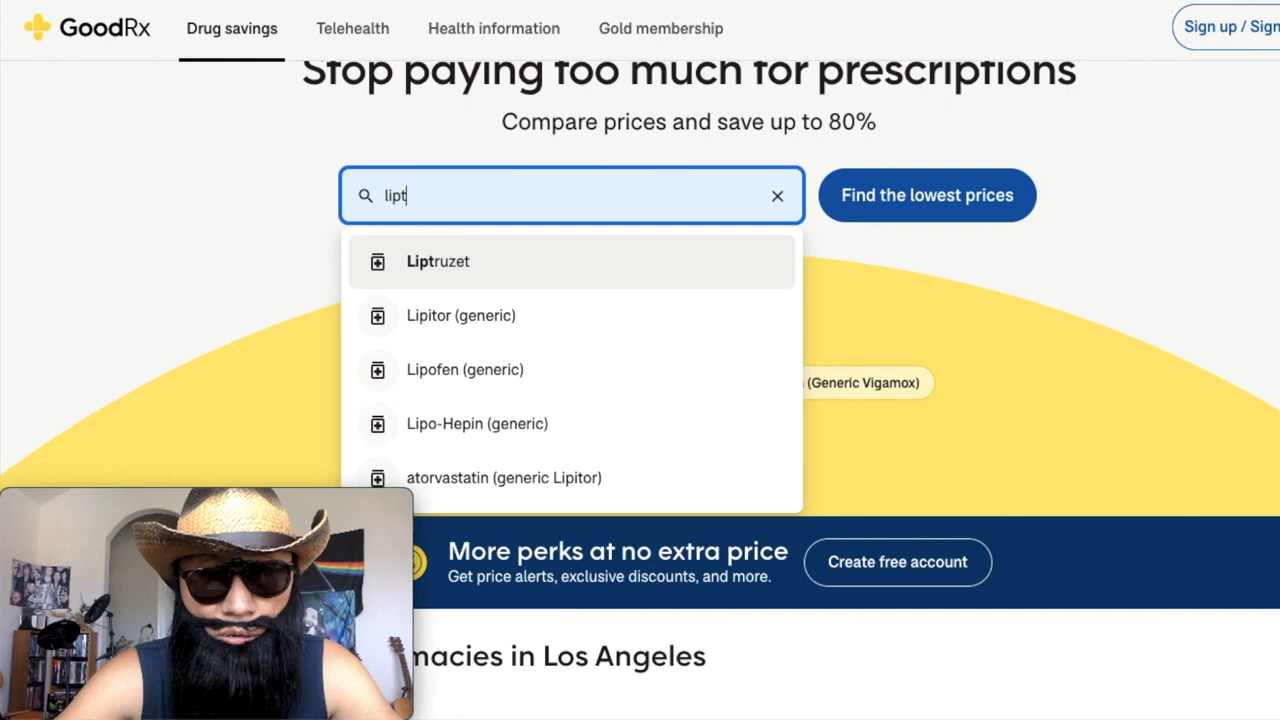 GoodRx
Drug savings
Telehealth
Health information
Gold membership
Sign up / Sign
Stop paying too much for prescriptions
Compare prices and save up to 80%
lipt
Find the lowest prices
Liptruzet
Lipitor (generic)
Lipofen (generic)
Lipo-Hepin (generic)
atorvastatin (generic Lipitor)
(Generic Vigamox)
More perks at no extra price
Get price alerts, exclusive discounts, and more.
Create free account
macies in Los Angeles